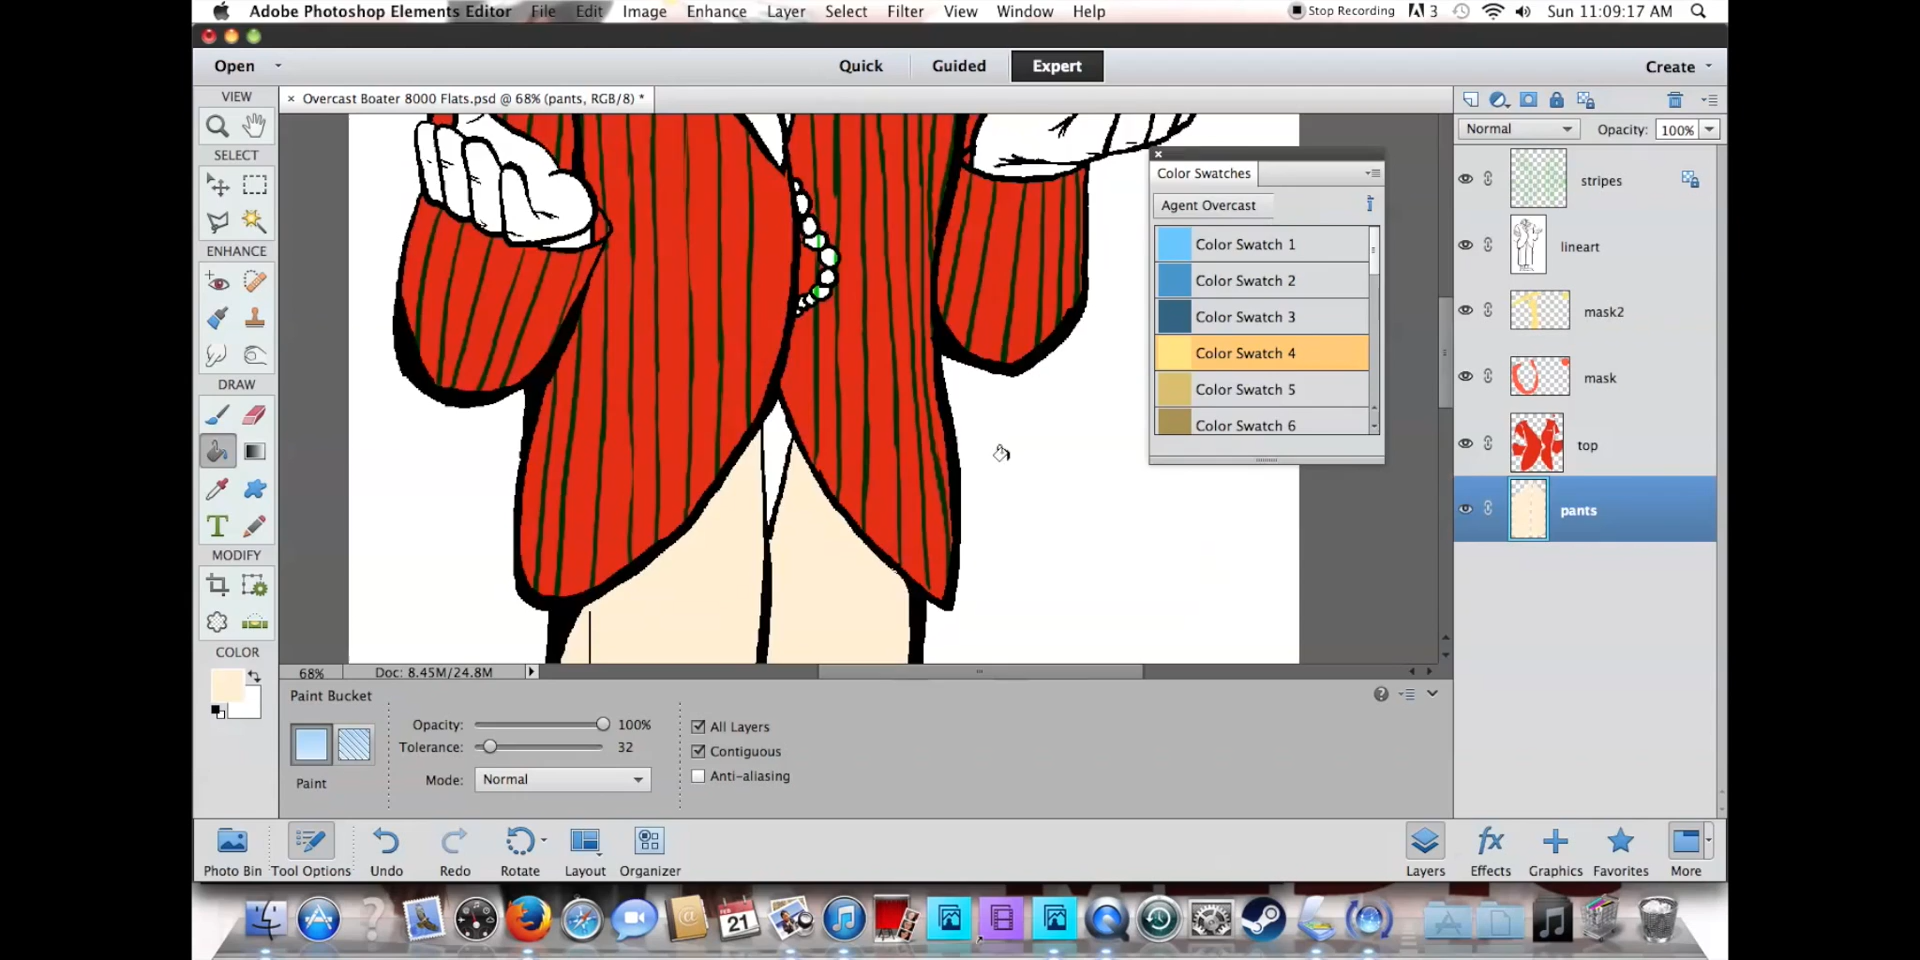 Adobe Photoshop Elements Editor File Edit Image Enhance Layer Select Filter View Window Help Stop Recording 3 Sun 11:09:17 AM
Open Quick Guided Expert Create
VIEW
Overcast Boater 8000 Flats.psd @ 68% (pants, RGB/8) *
SELECT
ENHANCE
DRAW
T
MODIFY
COLOR
Color Swatches
Agent Overcast
Color Swatch 1
Color Swatch 2
Color Swatch 3
Color Swatch 4
Color Swatch 5
Color Swatch 6
Normal Opacity: 100%
stripes
lineart
mask2
mask
top
pants
68% Doc: 8.45M/24.8M
Paint Bucket
Paint
Opacity: 100%
Tolerance: 32
Mode: Normal
All Layers
Contiguous
Anti-aliasing
Photo Bin Tool Options Undo Redo Rotate Layout Organizer Layers Effects Graphics Favorites More
FEB
21